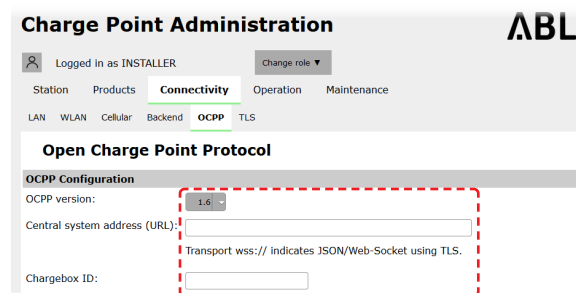 Charge Point Administration
ABL
Logged in as INSTALLER
Change role ▼
Station Products Connectivity Operation Maintenance
LAN WLAN Cellular Backend OCPP TLS
Open Charge Point Protocol
OCPP Configuration
OCPP version: 1.6
Central system address (URL):
Transport wss:// indicates JSON/Web-Socket using TLS.
Chargebox ID: